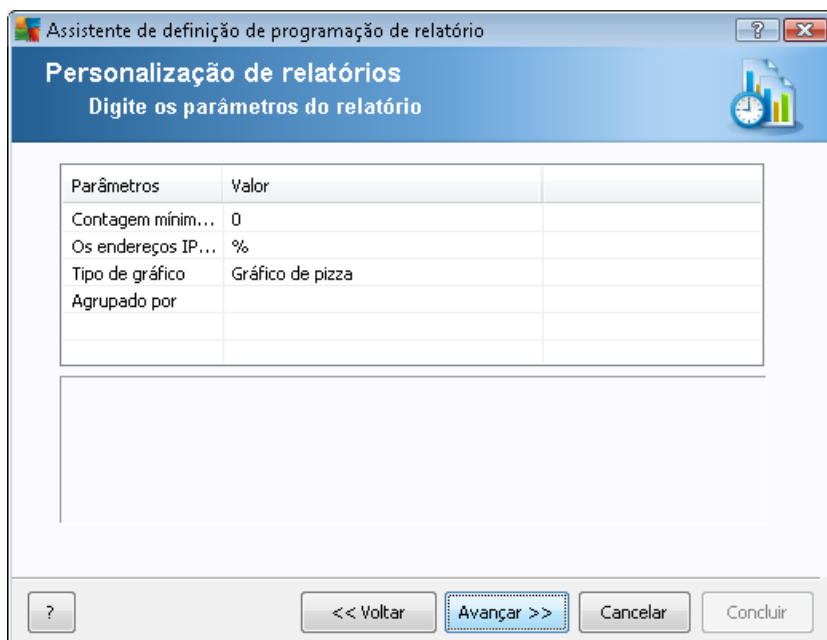 Assistente de definição de programação de relatório
Personalização de relatórios
Digite os parâmetros do relatório
Parâmetros Valor
Contagem mínim... 0
Os endereços IP... %
Tipo de gráfico Gráfico de pizza
Agrupado por
? << Voltar Avançar >> Cancelar Concluir